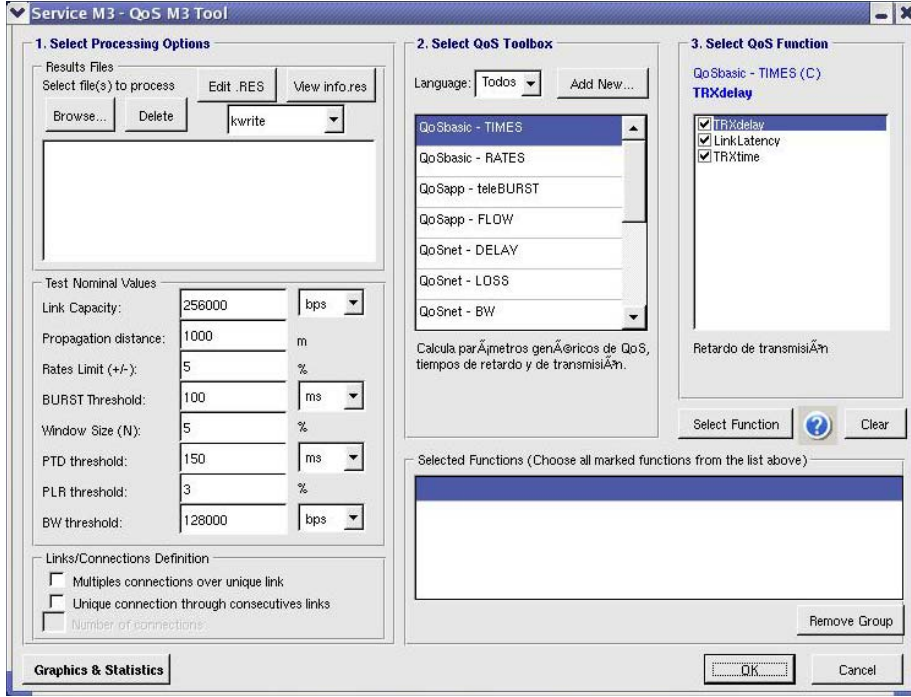 Service M3 - QoS M3 Tool
1. Select Processing Options
Results Files
Select file(s) to process
Edit .RES
View info.res
Browse...
Delete
kwrite
Test Nominal Values
Link Capacity:
256000
bps
Propagation distance:
1000
m
Rates Limit (+/-):
5
%
BURST Threshold:
100
ms
Window Size (N):
5
%
PTD threshold:
150
ms
PLR threshold:
3
%
BW threshold:
128000
bps
Links/Connections Definition
Multiples connections over unique link
Unique connection through consecutives links
Number of connections:
Graphics & Statistics
2. Select QoS Toolbox
Language:
Todos
Add New...
QoSbasic - TIMES
QoSbasic - RATES
QoSapp - teleBURST
QoSapp - FLOW
QoSnet - DELAY
QoSnet - LOSS
QoSnet - BW
Calcula parÃ¡metros genÃ©ricos de QoS,
tiempos de retardo y de transmisiÃ³n.
3. Select QoS Function
QoSbasic - TIMES (C)
TRXdelay
TRXdelay
LinkLatency
TRXtime
Retardo de transmisiÃ³n
Select Function
?
Clear
Selected Functions (Choose all marked functions from the list above)
Remove Group
OK
Cancel